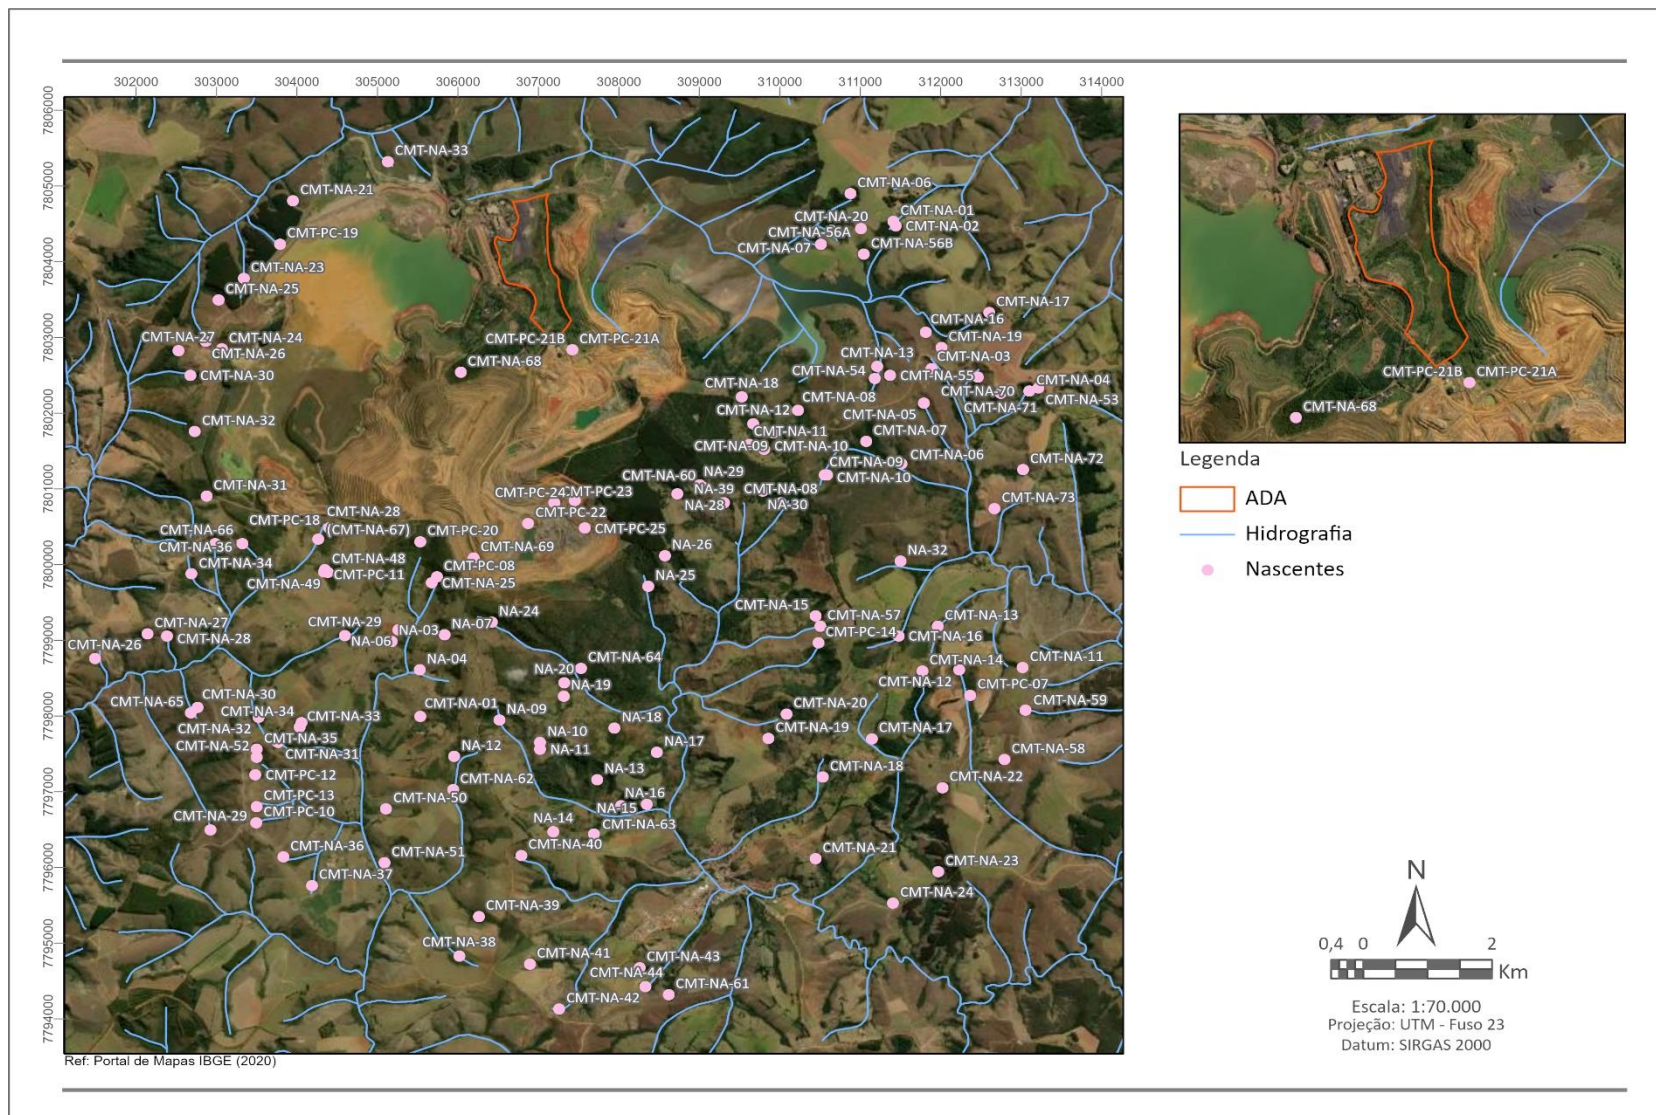 302000 303000 304000 305000 306000 307000 308000 309000 310000 311000 312000 313000 314000
7806000
7805000
7804000
7803000
7802000
7801000
7800000
7799000
7798000
7797000
7796000
7795000
7794000
CMT-NA-33
CMT-NA-21
CMT-PC-19
CMT-NA-23
CMT-NA-25
CMT-NA-27
CMT-NA-24
CMT-NA-26
CMT-NA-30
CMT-NA-32
CMT-NA-31
CMT-NA-06
CMT-NA-20
CMT-NA-01
CMT-NA-02
CMT-NA-56A
CMT-NA-07
CMT-NA-56B
CMT-NA-17
CMT-NA-16
CMT-NA-19
CMT-PC-21B
CMT-PC-21A
CMT-NA-68
CMT-NA-13
CMT-NA-03
CMT-NA-54
CMT-NA-55
CMT-NA-04
CMT-NA-18
CMT-NA-08
CMT-NA-70
CMT-NA-53
CMT-NA-12
CMT-NA-05
CMT-NA-71
CMT-NA-11
CMT-NA-07
CMT-NA-09
CMT-NA-10
CMT-NA-06
CMT-NA-72
CMT-NA-60
NA-29
CMT-NA-09
CMT-NA-10
CMT-PC-24
CMT-PC-23
NA-39
CMT-NA-08
NA-28
NA-30
CMT-NA-73
CMT-PC-22
CMT-PC-25
CMT-PC-18
CMT-NA-28
(CMT-NA-67)
CMT-NA-66
CMT-NA-36
CMT-PC-20
CMT-NA-69
NA-26
NA-32
CMT-NA-34
CMT-NA-48
CMT-PC-11
CMT-NA-49
CMT-PC-08
CMT-NA-25
NA-25
CMT-NA-27
CMT-NA-28
CMT-NA-29
NA-03
NA-06
NA-07
NA-24
CMT-NA-15
CMT-NA-57
CMT-NA-13
CMT-PC-14
CMT-NA-16
CMT-NA-26
NA-04
NA-20
CMT-NA-64
CMT-NA-14
CMT-NA-11
NA-19
CMT-NA-12
CMT-PC-07
CMT-NA-65
CMT-NA-30
CMT-NA-34
CMT-NA-33
CMT-NA-01
NA-09
CMT-NA-20
CMT-NA-59
CMT-NA-32
CMT-NA-35
CMT-NA-52
CMT-NA-31
NA-12
NA-10
NA-11
NA-18
NA-17
CMT-NA-19
CMT-NA-17
CMT-NA-58
CMT-PC-12
CMT-NA-62
NA-13
CMT-NA-18
CMT-NA-22
CMT-PC-13
CMT-NA-50
NA-16
NA-15
CMT-PC-10
CMT-NA-29
NA-14
CMT-NA-63
CMT-NA-36
CMT-NA-51
CMT-NA-40
CMT-NA-21
CMT-NA-23
CMT-NA-37
CMT-NA-39
CMT-NA-24
CMT-NA-38
CMT-NA-41
CMT-NA-43
CMT-NA-44
CMT-NA-42
CMT-NA-61
Ref: Portal de Mapas IBGE (2020)
CMT-PC-21B
CMT-PC-21A
CMT-NA-68
Legenda
ADA
Hidrografia
Nascentes
N
0,4 0 2
Km
Escala: 1:70.000
Projeção: UTM - Fuso 23
Datum: SIRGAS 2000